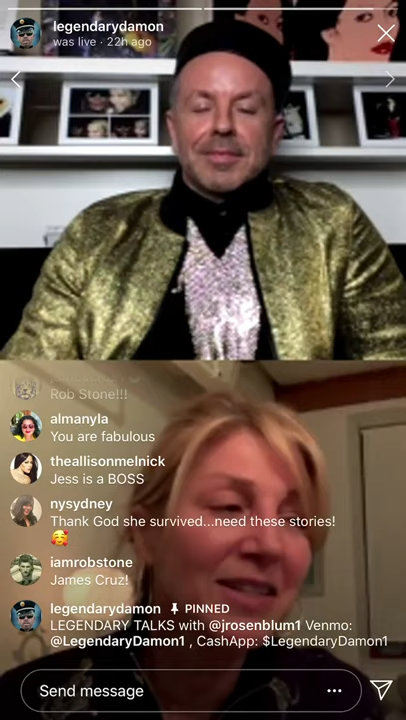 legendarydamon
was live · 22h ago
Rob Stone!!!
almanyla
You are fabulous
theallisonmelnick
Jess is a BOSS
nysydney
Thank God she survived...need these stories!
🥰
iamrobstone
James Cruz!
legendarydamon PINNED
LEGENDARY TALKS with @jrosenblum1 Venmo:
@LegendaryDamon1 , CashApp: $LegendaryDamon1
Send message